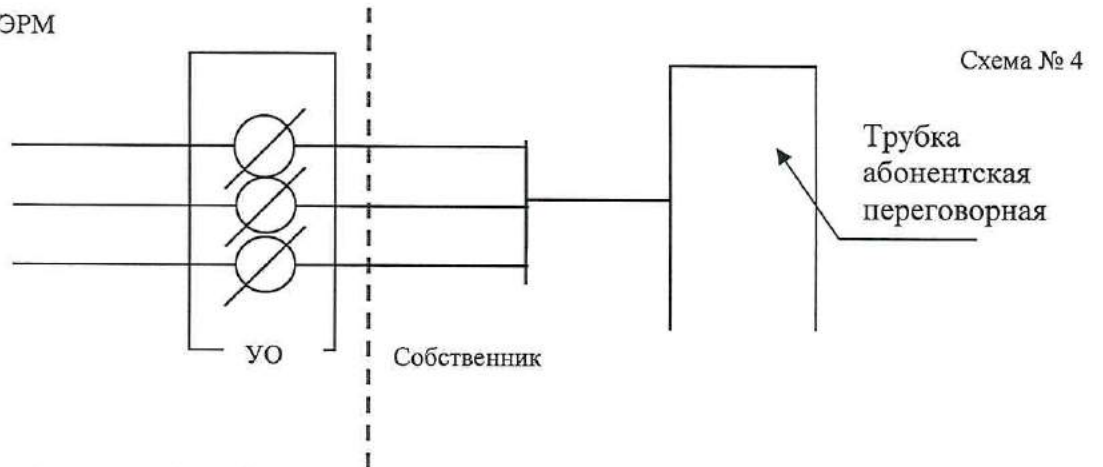 ЭРМ
Схема № 4
Трубка
абонентская
переговорная
УО
Собственник